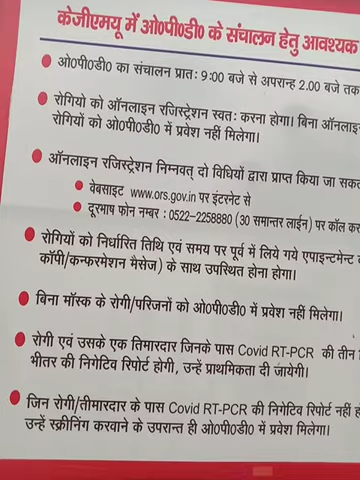 केजीएमयू में ओ0पी0डी0 के संचालन हेतु आवश्यक
ओ0पी0डी0 का संचालन प्रातः 9:00 बजे से अपरान्ह 2.00 बजे तक
रोगियो को ऑनलाइन रजिस्ट्रेशन स्वतः करना होगा। बिना ऑनलाइन
रोगियों को ओ0पी0डी0 में प्रवेश नहीं मिलेगा।
ऑनलाइन रजिस्ट्रेशन निम्नवत् दो विधियों द्वारा प्राप्त किया जा
वेबसाइट www.ors.gov.in पर इंटरनेट से
दूरभाष फोन नम्बर : 0522-2258880 (30 समान्तर लाईन) पर कॉल
रोगियों को निर्धारित तिथि एवं समय पर पूर्व में लिये गये एपाइन्टमेन्ट
कॉपी/कन्फरमेशन मैसेज) के साथ उपस्थित होना होगा।
बिना मॉस्क के रोगी/परिजनों को ओ0पी0डी0 में प्रवेश नहीं मिलेगा।
रोगी एवं उसके एक तिमारदार जिनके पास Covid RT-PCR की तीन
भीतर की निगेटिव रिपोर्ट होगी, उन्हें प्राथमिकता दी जायेगी।
जिन रोगी/तीमारदार के पास Covid RT-PCR की निगेटिव रिपोर्ट नहीं
उन्हें स्क्रीनिंग करवाने के उपरान्त ही ओ0पी0डी0 में प्रवेश मिलेगा।